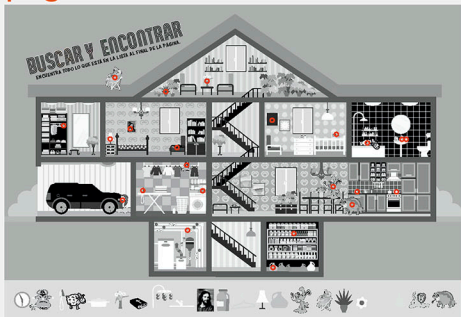 BUSCAR Y ENCONTRAR
ENCUENTRA TODO LO QUE ESTÁ EN LA LISTA AL FINAL DE LA PÁGINA.